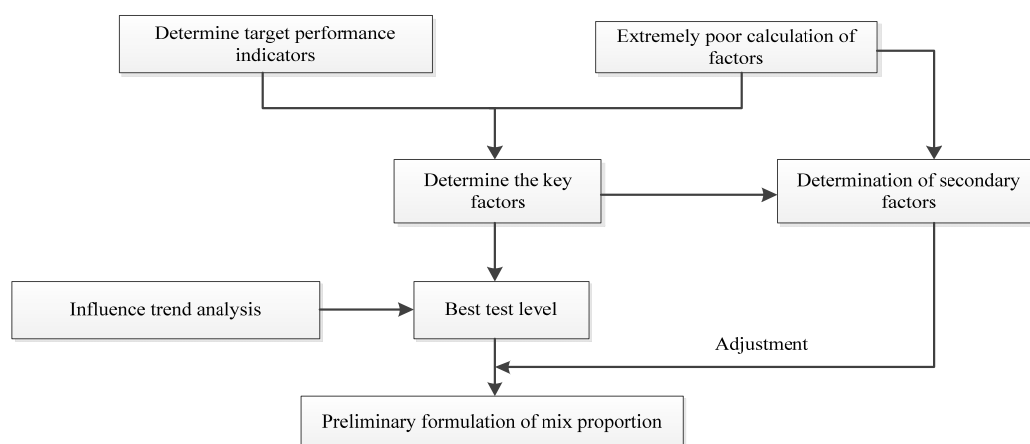 Determine target performance
indicators
Extremely poor calculation of
factors
Determine the key
factors
Determination of secondary
factors
Influence trend analysis
Best test level
Adjustment
Preliminary formulation of mix proportion